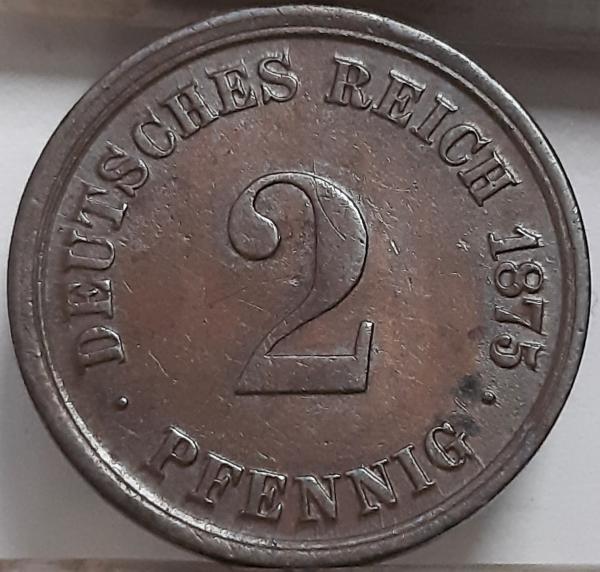 DEUTSCHES REICH 1875
2
· PFENNIG ·